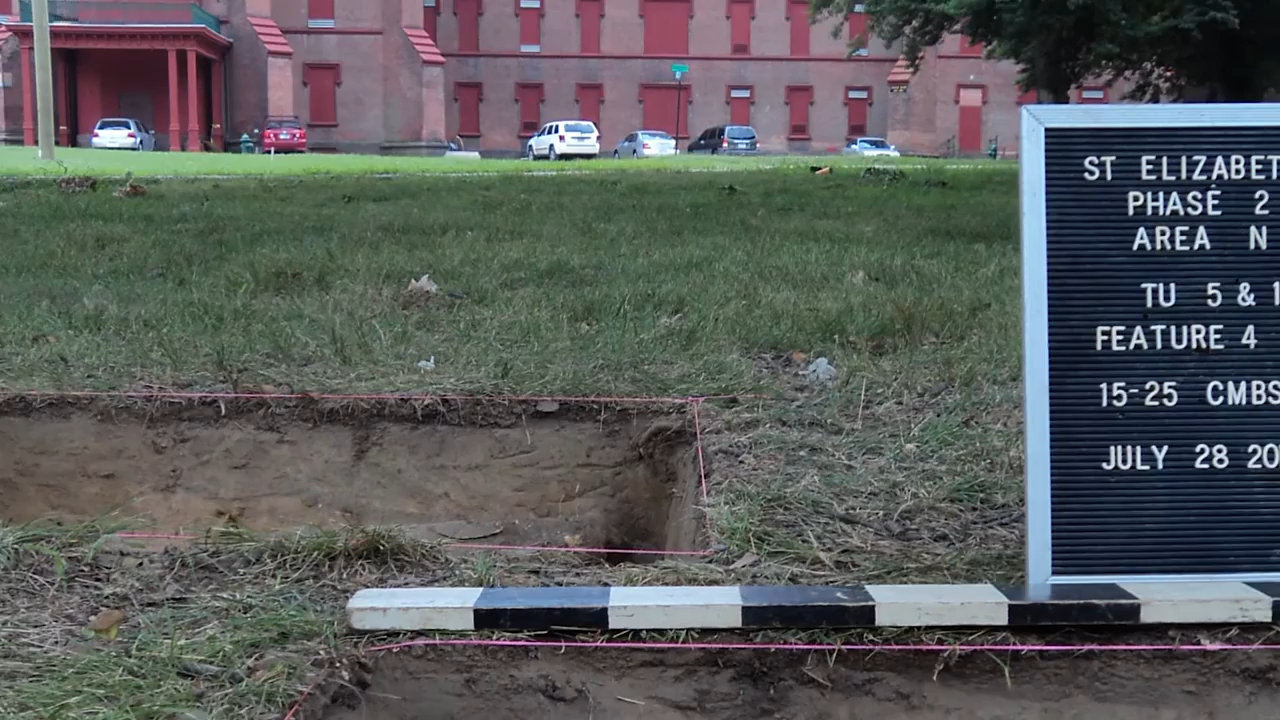 ST ELIZABET
PHASE 2
AREA N
TU 5 & 1
FEATURE 4
15-25 CMBS
JULY 28 20